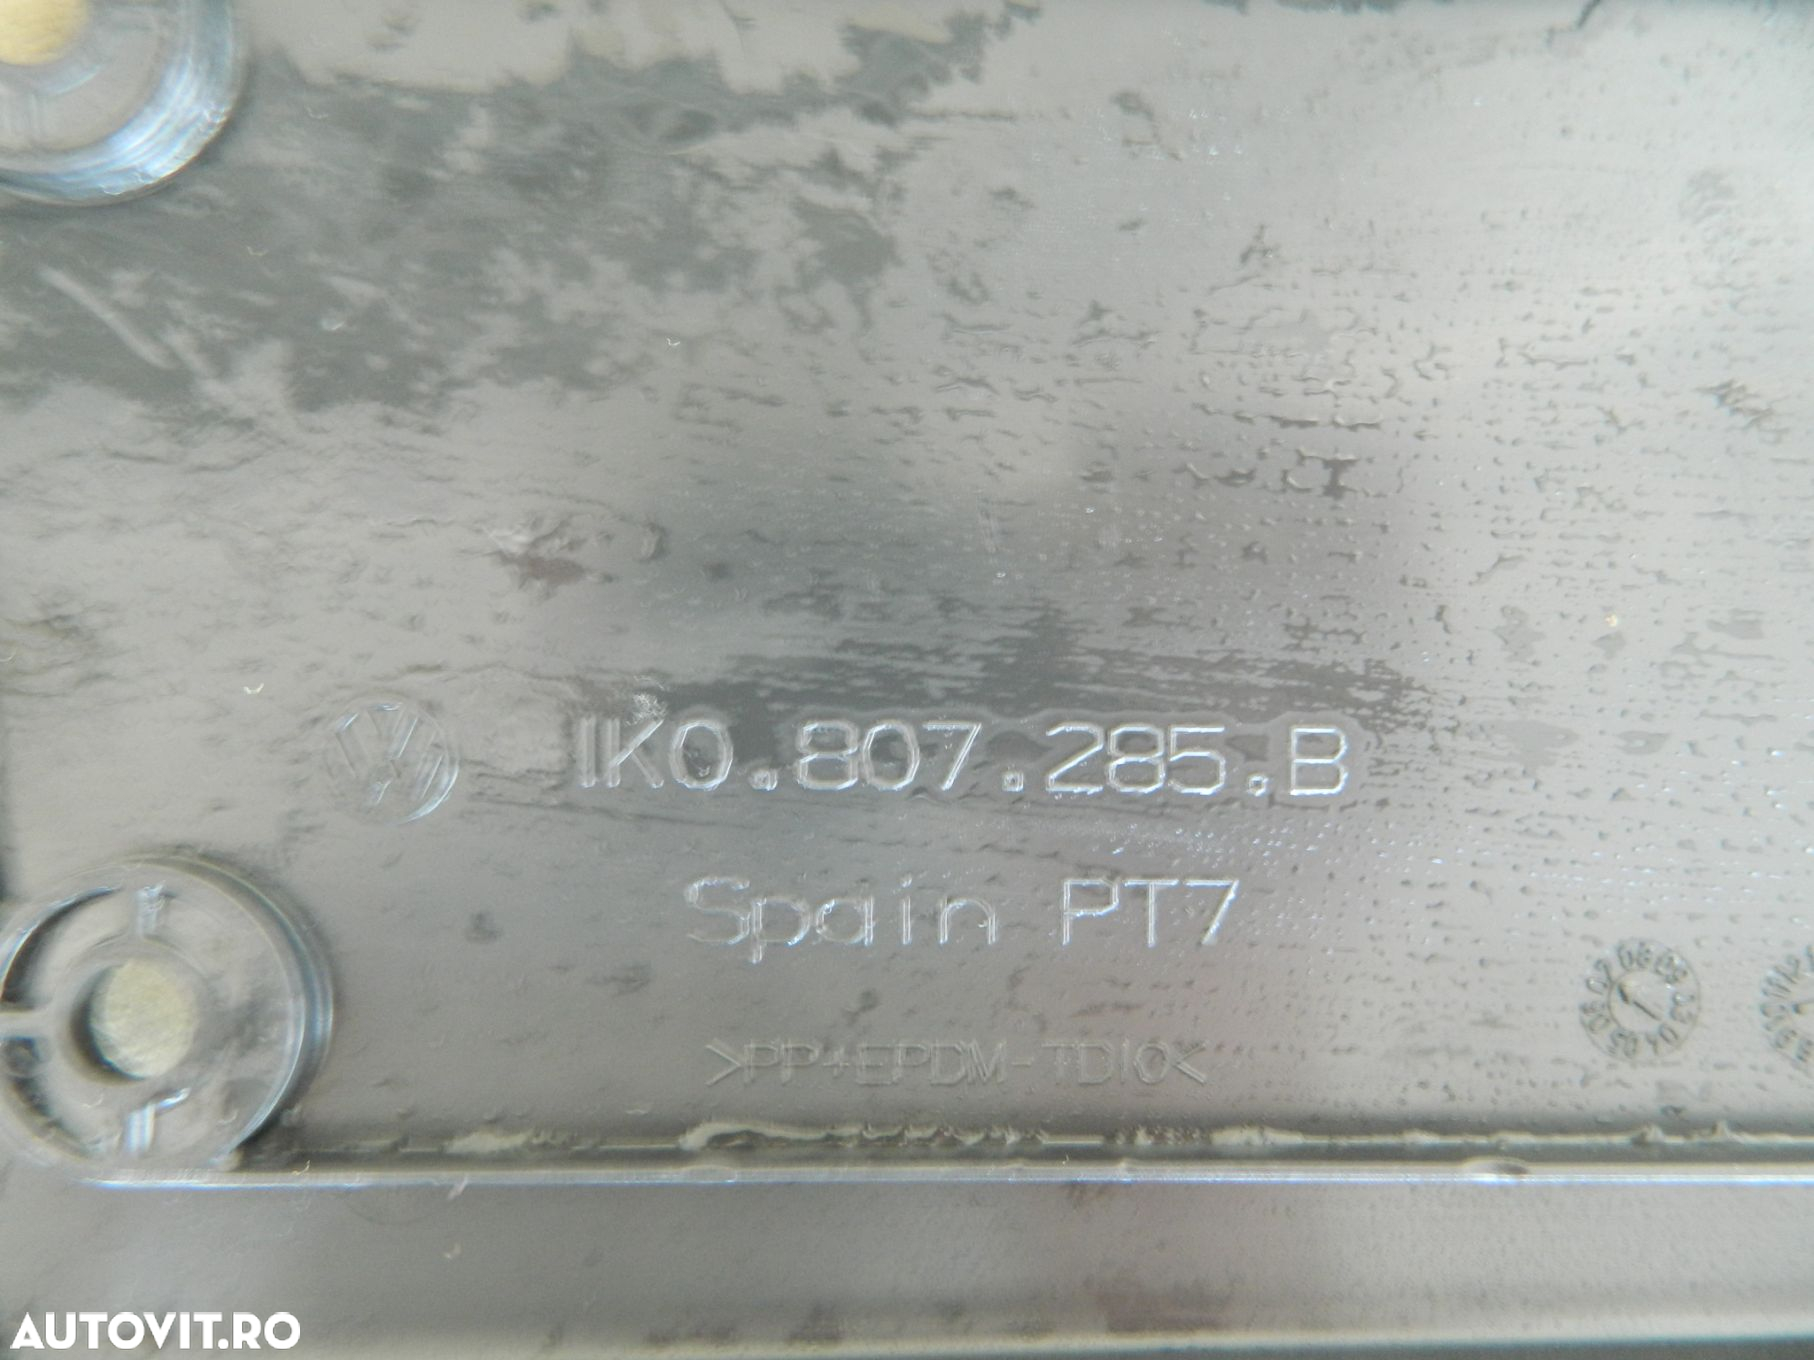 1K0.807.285.B
Spain PT7
>PP+EPDM-TD10<
AUTOVIT.RO